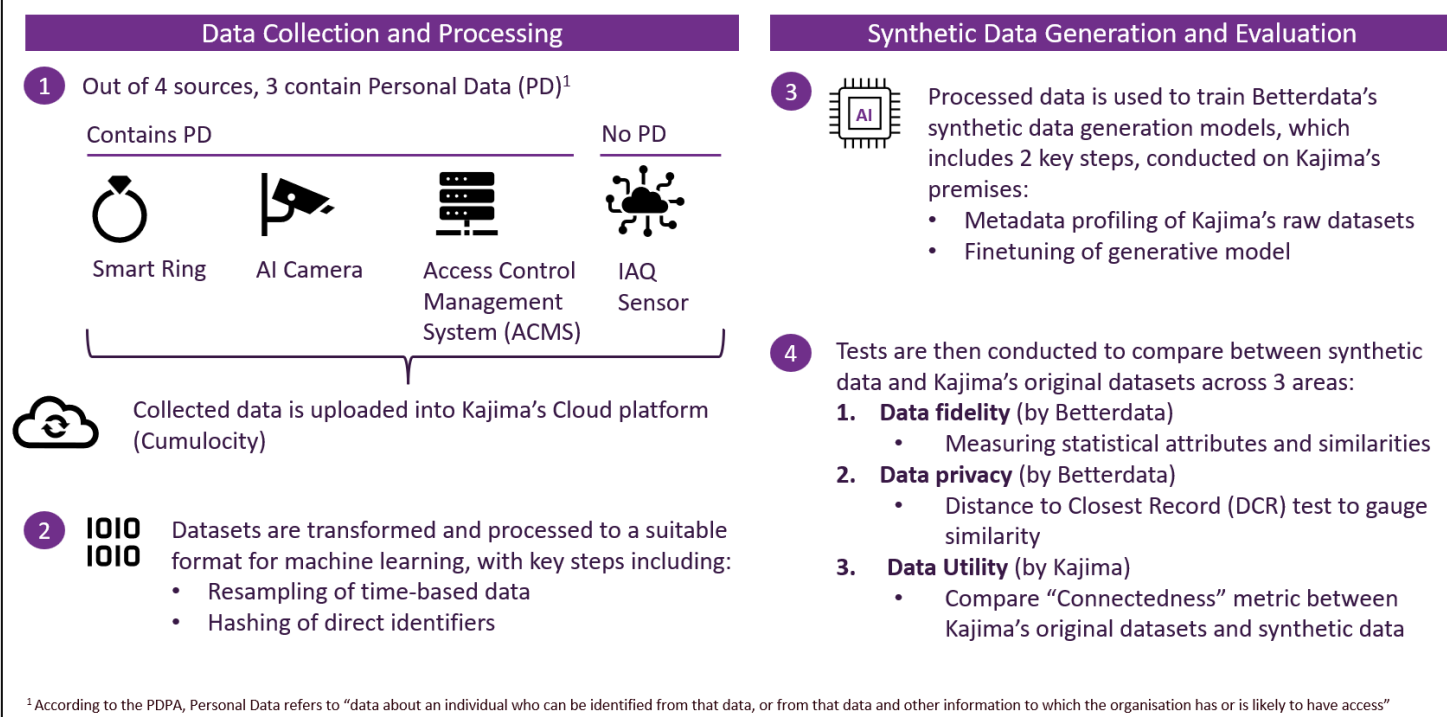 Data Collection and Processing
1
Out of 4 sources, 3 contain Personal Data (PD)1
Contains PD
No PD
Smart Ring
AI Camera
Access Control
Management
System (ACMS)
IAQ
Sensor
Collected data is uploaded into Kajima's Cloud platform
(Cumulocity)
2
IOIO
IOIO
Datasets are transformed and processed to a suitable
format for machine learning, with key steps including:
• Resampling of time-based data
• Hashing of direct identifiers
Synthetic Data Generation and Evaluation
3
AI
Processed data is used to train Betterdata's
synthetic data generation models, which
includes 2 key steps, conducted on Kajima's
premises:
• Metadata profiling of Kajima's raw datasets
• Finetuning of generative model
4
Tests are then conducted to compare between synthetic
data and Kajima's original datasets across 3 areas:
1. Data fidelity (by Betterdata)
• Measuring statistical attributes and similarities
2. Data privacy (by Betterdata)
• Distance to Closest Record (DCR) test to gauge
similarity
3. Data Utility (by Kajima)
• Compare “Connectedness” metric between
Kajima's original datasets and synthetic data
1 According to the PDPA, Personal Data refers to “data about an individual who can be identified from that data, or from that data and other information to which the organisation has or is likely to have access”